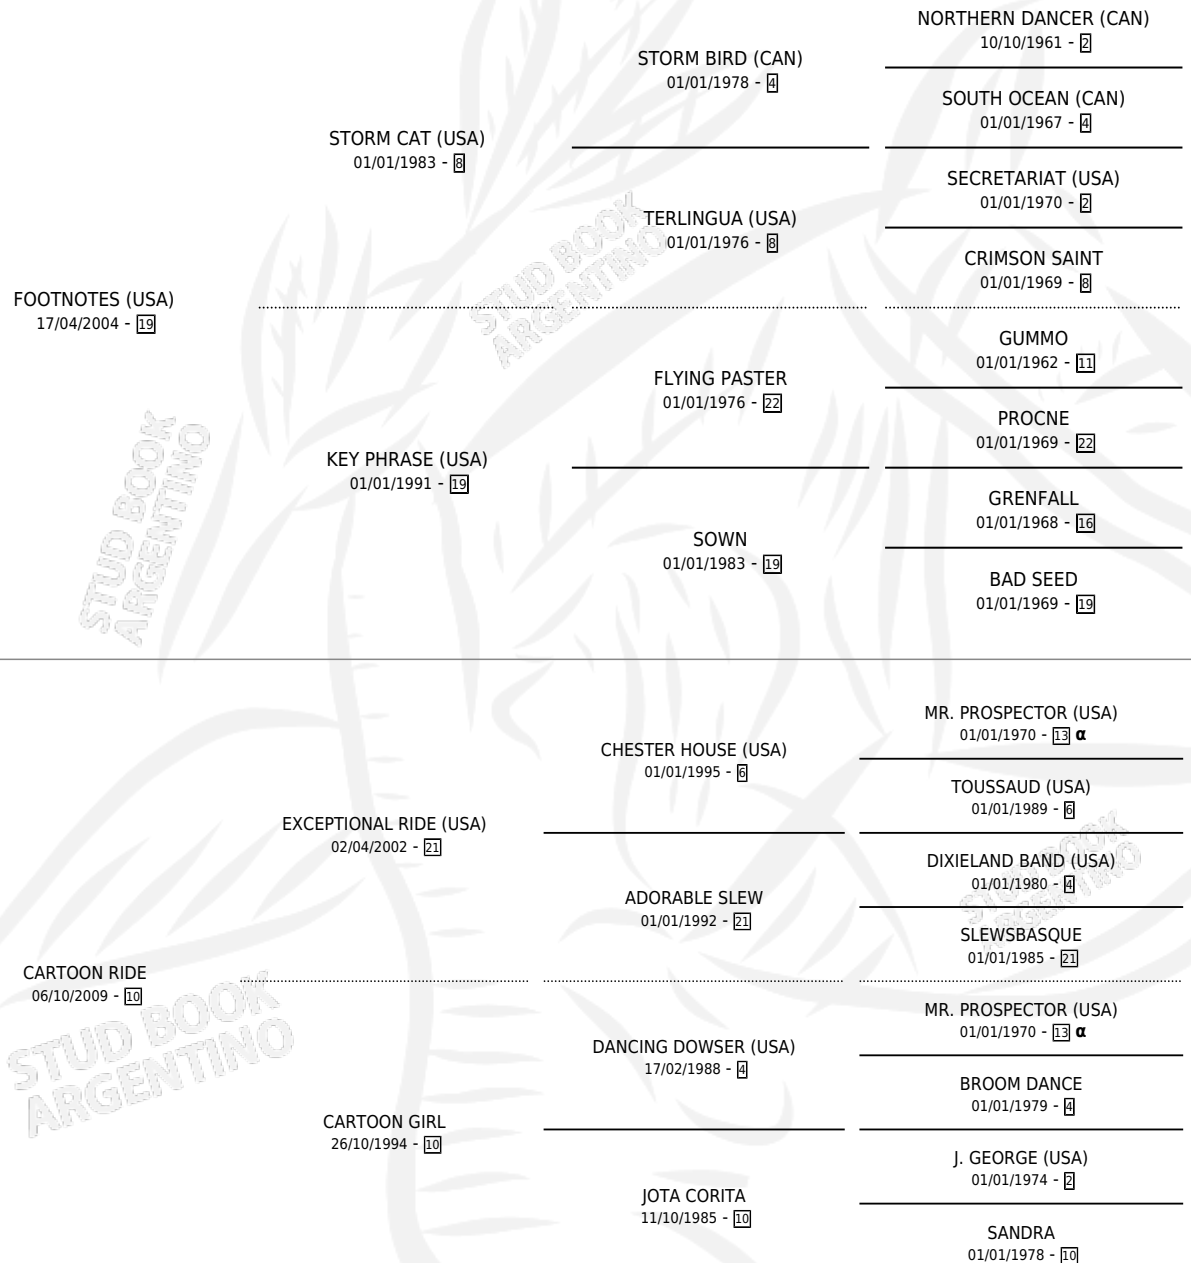 NORTHERN DANCER (CAN)
10/10/1961 - 2
STORM BIRD (CAN)
01/01/1978 - 4
SOUTH OCEAN (CAN)
01/01/1967 - 4
STORM CAT (USA)
01/01/1983 - 8
SECRETARIAT (USA)
01/01/1970 - 2
TERLINGUA (USA)
01/01/1976 - 8
CRIMSON SAINT
01/01/1969 - 8
FOOTNOTES (USA)
17/04/2004 - 19
GUMMO
01/01/1962 - 11
FLYING PASTER
01/01/1976 - 22
PROCNE
01/01/1969 - 22
KEY PHRASE (USA)
01/01/1991 - 19
GRENFALL
01/01/1968 - 16
SOWN
01/01/1983 - 19
BAD SEED
01/01/1969 - 19
STUD BOOK
ARGENTINO
STUD BOOK
ARGENTINO
MR. PROSPECTOR (USA)
01/01/1970 - 13 α
CHESTER HOUSE (USA)
01/01/1995 - 6
TOUSSAUD (USA)
01/01/1989 - 6
EXCEPTIONAL RIDE (USA)
02/04/2002 - 21
DIXIELAND BAND (USA)
01/01/1980 - 4
ADORABLE SLEW
01/01/1992 - 21
SLEWSBASQUE
01/01/1985 - 21
CARTOON RIDE
06/10/2009 - 10
MR. PROSPECTOR (USA)
01/01/1970 - 13 α
DANCING DOWSER (USA)
17/02/1988 - 4
BROOM DANCE
01/01/1979 - 4
CARTOON GIRL
26/10/1994 - 10
J. GEORGE (USA)
01/01/1974 - 2
JOTA CORITA
11/10/1985 - 10
SANDRA
01/01/1978 - 10
STUD BOOK
ARGENTINO
STUD BOOK
ARGENTINO